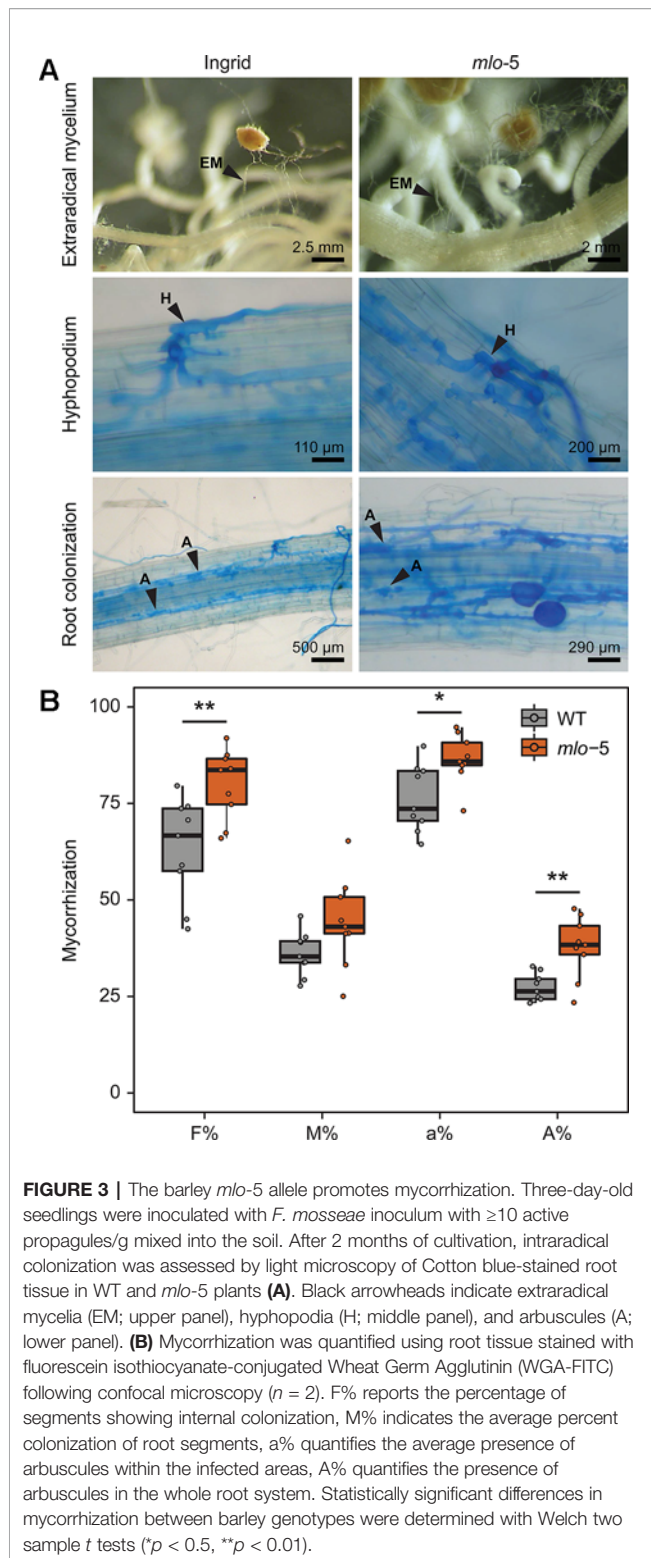 A
Ingrid
mlo-5
Extraradical mycelium
EM
2.5 mm
EM
2 mm
Hyphopodium
H
110 µm
H
200 µm
Root colonization
A
A
500 µm
A
A
290 µm
B
Mycorrhization
100
75
50
25
0
**
*
**
WT
mlo−5
F%
M%
a%
A%
FIGURE 3 | The barley mlo-5 allele promotes mycorrhization. Three-day-old
seedlings were inoculated with F. mosseae inoculum with ≥10 active
propagules/g mixed into the soil. After 2 months of cultivation, intraradical
colonization was assessed by light microscopy of Cotton blue-stained root
tissue in WT and mlo-5 plants (A). Black arrowheads indicate extraradical
mycelia (EM; upper panel), hyphopodia (H; middle panel), and arbuscules (A;
lower panel). (B) Mycorrhization was quantified using root tissue stained with
fluorescein isothiocyanate-conjugated Wheat Germ Agglutinin (WGA-FITC)
following confocal microscopy (n = 2). F% reports the percentage of
segments showing internal colonization, M% indicates the average percent
colonization of root segments, a% quantifies the average presence of
arbuscules within the infected areas, A% quantifies the presence of
arbuscules in the whole root system. Statistically significant differences in
mycorrhization between barley genotypes were determined with Welch two
sample t tests (*p < 0.5, **p < 0.01).